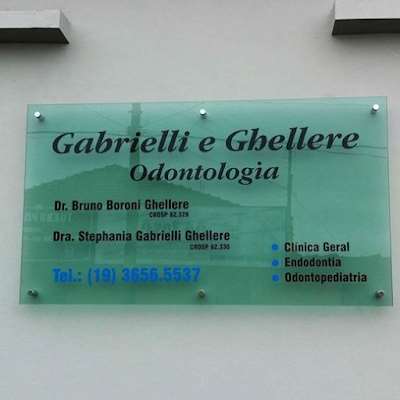 Gabrielli e Ghellere
Odontologia
Dr. Bruno Boroni Ghellere
CROSP 82.329
Dra. Stephania Gabrielli Ghellere
CROSP 82.330
Tel.: (19) 3656.5537
• Clínica Geral
• Endodontia
• Odontopediatria